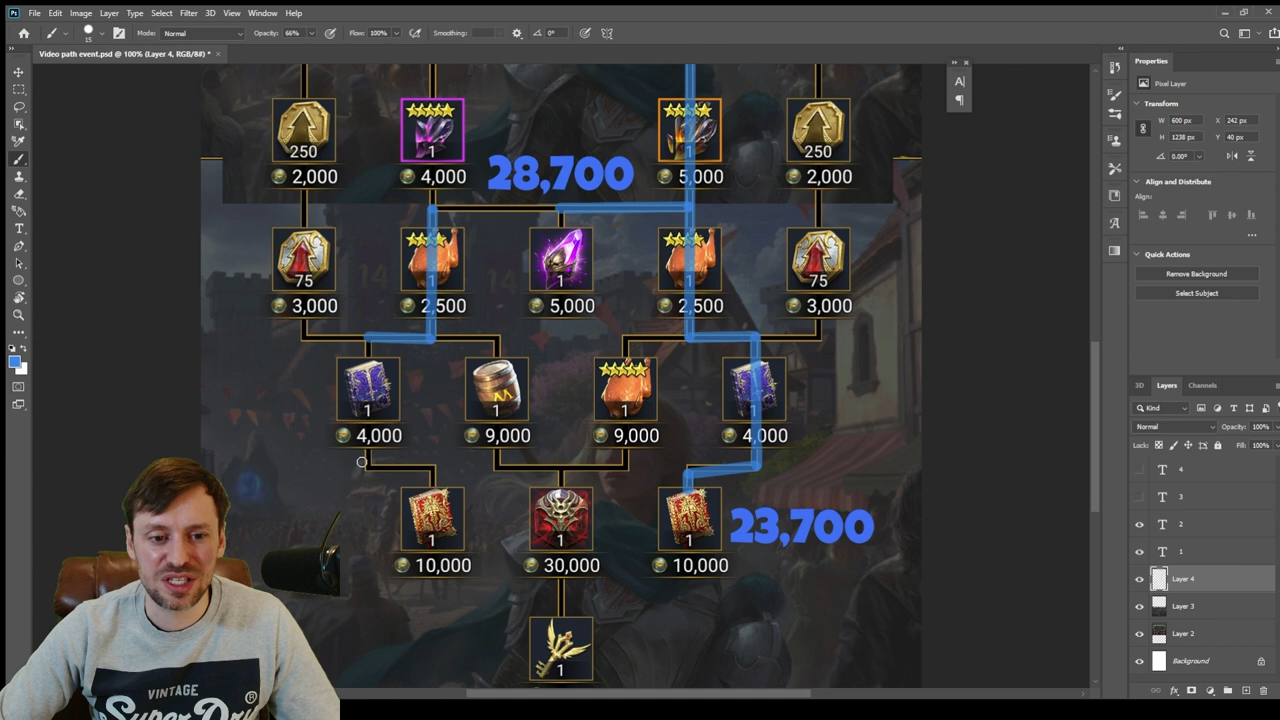 Ps File Edit Image Layer Type Select Filter 3D View Window Help
15 Mode: Normal Opacity: 66% Flow: 100% Smoothing: 0°
Video path event.psd @ 100% (Layer 4, RGB/8#) * ×
250 1 1 250
2,000 4,000 28,700 5,000 2,000
75 1 1 1 75
3,000 2,500 5,000 2,500 3,000
1 1 1 1
4,000 9,000 9,000 4,000
1 1 1 23,700
10,000 30,000 10,000
1
VINTAGE
®
Properties
Pixel Layer
Transform
W 600 px X 242 px
H 1238 px Y 40 px
0.00°
Align and Distribute
Align:
Quick Actions
Remove Background
Select Subject
3D Layers Channels
Kind
Normal Opacity: 100%
Lock: Fill: 100%
T 4
T 3
T 2
T 1
Layer 4
Layer 3
Layer 2
Background